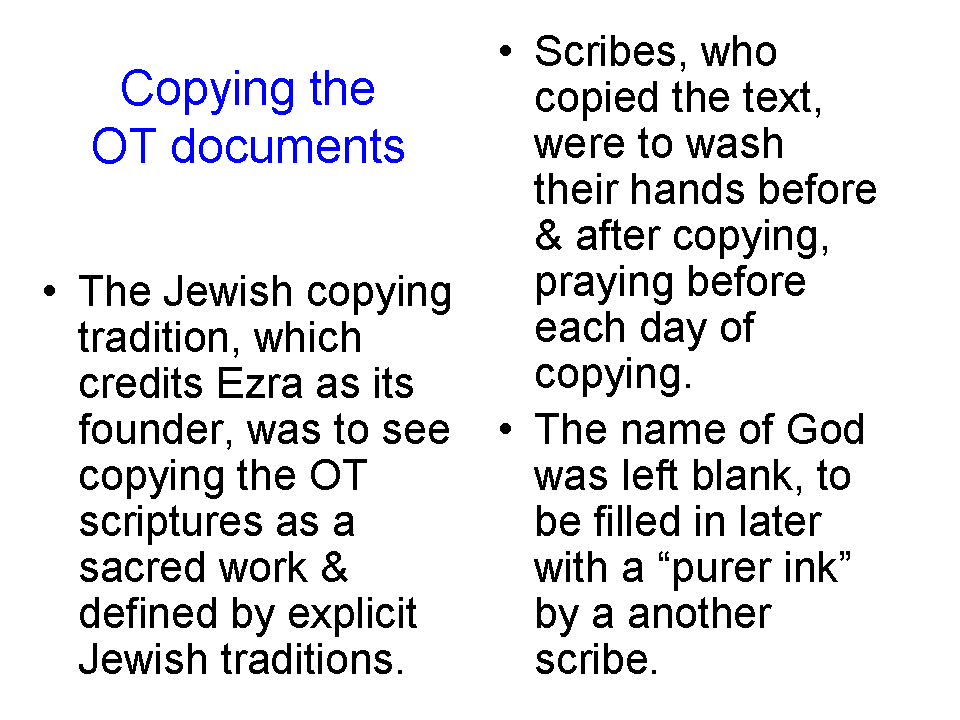 Copying the
OT documents
• The Jewish copying
tradition, which
credits Ezra as its
founder, was to see
copying the OT
scriptures as a
sacred work &
defined by explicit
Jewish traditions.
• Scribes, who
copied the text,
were to wash
their hands before
& after copying,
praying before
each day of
copying.
• The name of God
was left blank, to
be filled in later
with a “purer ink”
by a another
scribe.